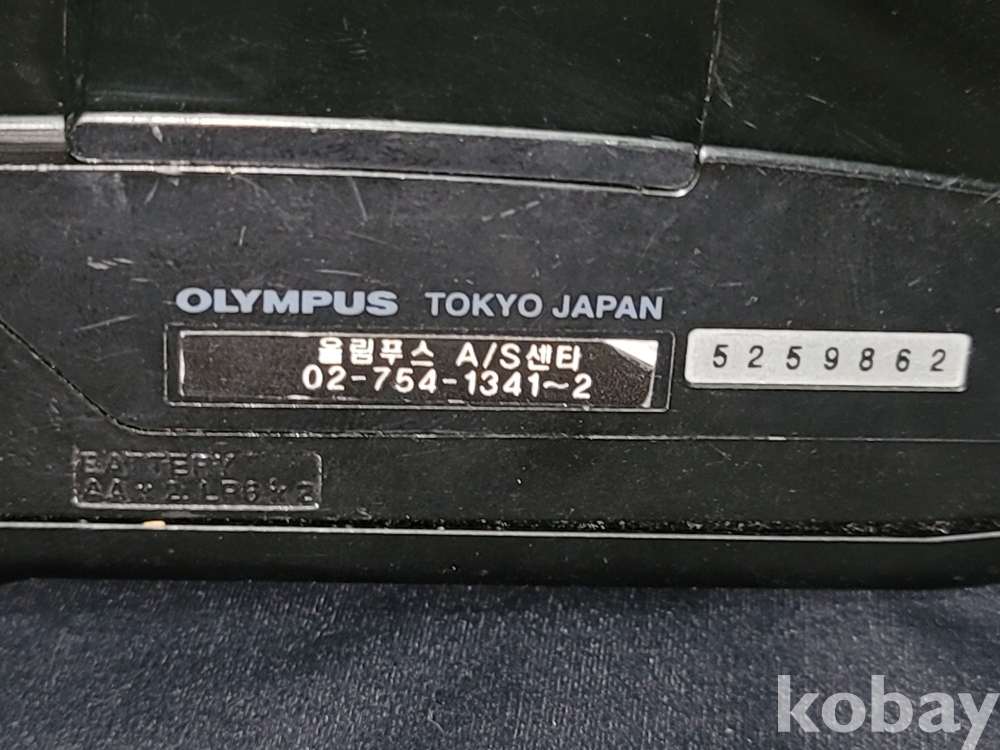 OLYMPUS TOKYO JAPAN
올림푸스 A/S센타
02-754-1341~2
5259862
BATTERY
AA×2. LR6×2
kobay